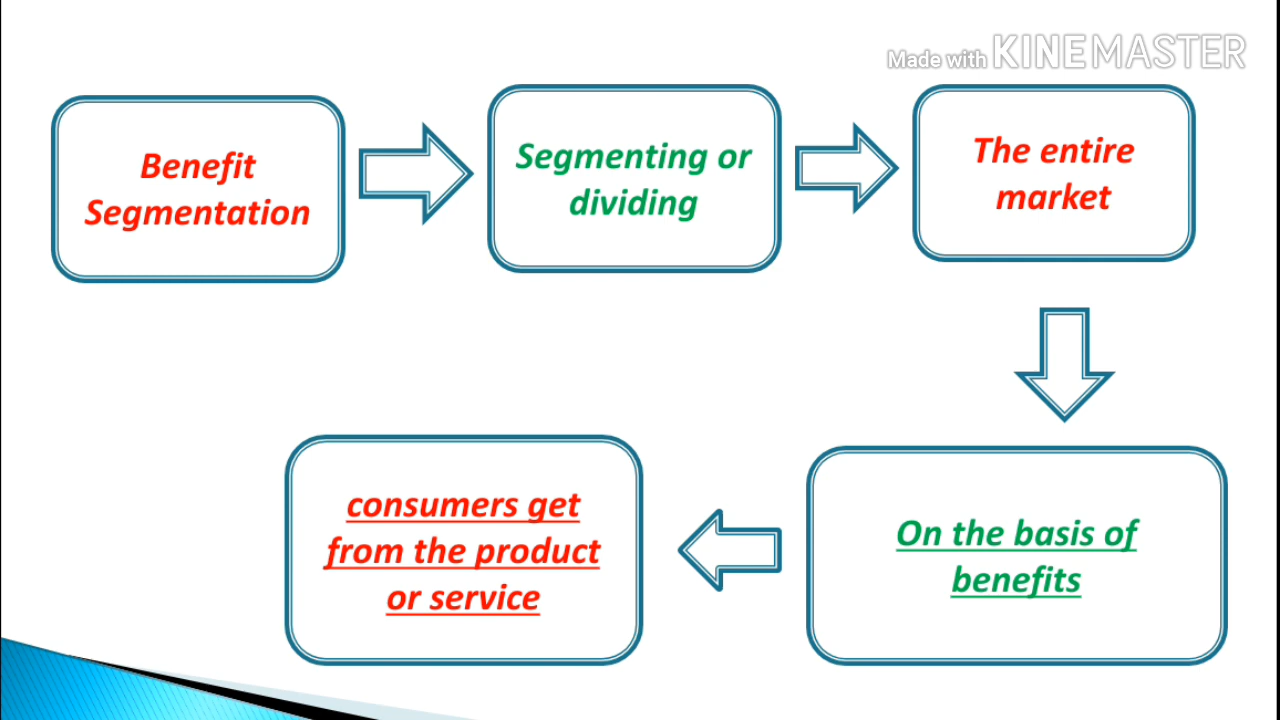 Made with KINEMASTER
Benefit
Segmentation
Segmenting or
dividing
The entire
market
On the basis of
benefits
consumers get
from the product
or service